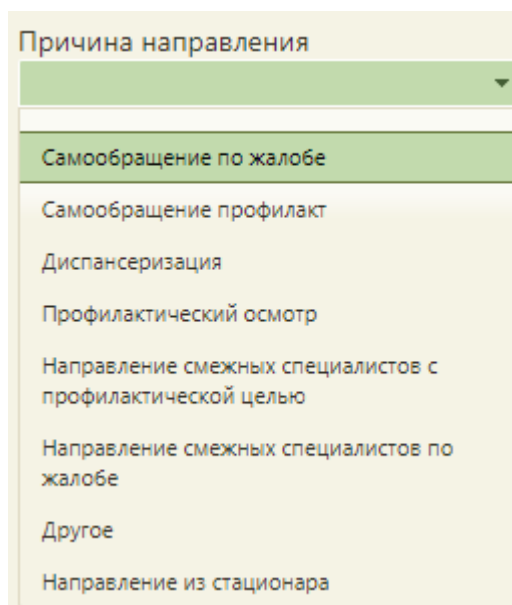 Причина направления
Самообращение по жалобе
Самообращение профилакт
Диспансеризация
Профилактический осмотр
Направление смежных специалистов с
профилактической целью
Направление смежных специалистов по
жалобе
Другое
Направление из стационара